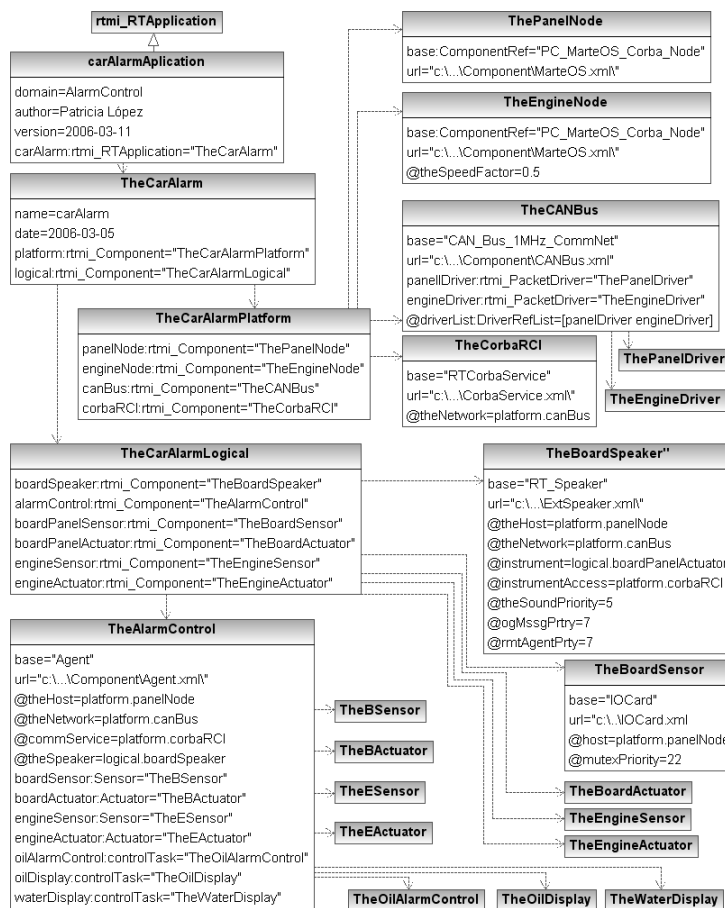 rtmi_RTApplication
carAlarmAplication
domain=AlarmControl
author=Patricia López
version=2006-03-11
carAlarm:rtmi_RTApplication="TheCarAlarm"
TheCarAlarm
name=carAlarm
date=2006-03-05
platform:rtmi_Component="TheCarAlarmPlatform"
logical:rtmi_Component="TheCarAlarmLogical"
TheCarAlarmPlatform
panelNode:rtmi_Component="ThePanelNode"
engineNode:rtmi_Component="TheEngineNode"
canBus:rtmi_Component="TheCANBus"
corbaRCI:rtmi_Component="TheCorbaRCI"
ThePanelNode
base:ComponentRef="PC_MarteOS_Corba_Node"
url="c:\...\Component\MarteOS.xml\"
TheEngineNode
base:ComponentRef="PC_MarteOS_Corba_Node"
url="c:\...\Component\MarteOS.xml\"
@theSpeedFactor=0.5
TheCANBus
base="CAN_Bus_1MHz_CommNet"
url="c:\...\Component\CANBus.xml"
panellDriver:rtmi_PacketDriver="ThePanelDriver"
engineDriver:rtmi_PacketDriver="TheEngineDriver"
@driverList:DriverRefList=[panelDriver engineDriver]
TheCorbaRCI
base="RTCorbaService"
url="c:\...\CorbaService.xml\"
@theNetwork=platform.canBus
ThePanelDriver
TheEngineDriver
TheCarAlarmLogical
boardSpeaker:rtmi_Component="TheBoardSpeaker"
alarmControl:rtmi_Component="TheAlarmControl"
boardPanelSensor:rtmi_Component="TheBoardSensor"
boardPanelActuator:rtmi_Component="TheBoardActuator"
engineSensor:rtmi_Component="TheEngineSensor"
engineActuator:rtmi_Component="TheEngineActuator"
TheBoardSpeaker"
base="RT_Speaker"
url="c:\...\ExtSpeaker.xml\"
@theHost=platform.panelNode
@theNetwork=platform.canBus
@instrument=logical.boardPanelActuator
@instrumentAccess=platform.corbaRCI
@theSoundPriority=5
@ogMssgPrtry=7
@rmtAgentPrty=7
TheAlarmControl
base="Agent"
url="c:\...\Component\Agent.xml\"
@theHost=platform.panelNode
@theNetwork=platform.canBus
@commService=platform.corbaRCI
@theSpeaker=logical.boardSpeaker
boardSensor:Sensor="TheBSensor"
boardActuator:Actuator="TheBActuator"
engineSensor:Sensor="TheESensor"
engineActuator:Actuator="TheEActuator"
oilAlarmControl:controlTask="TheOilAlarmControl"
oilDisplay:controlTask="TheOilDisplay"
waterDisplay:controlTask="TheWaterDisplay"
TheBSensor
TheBActuator
TheESensor
TheEActuator
TheBoardSensor
base="IOCard"
url="c:\..\IOCard.xml
@host=platform.panelNode
@mutexPriority=22
TheBoardActuator
TheEngineSensor
TheEngineActuator
TheOilAlarmControl
TheOilDisplay
TheWaterDisplay